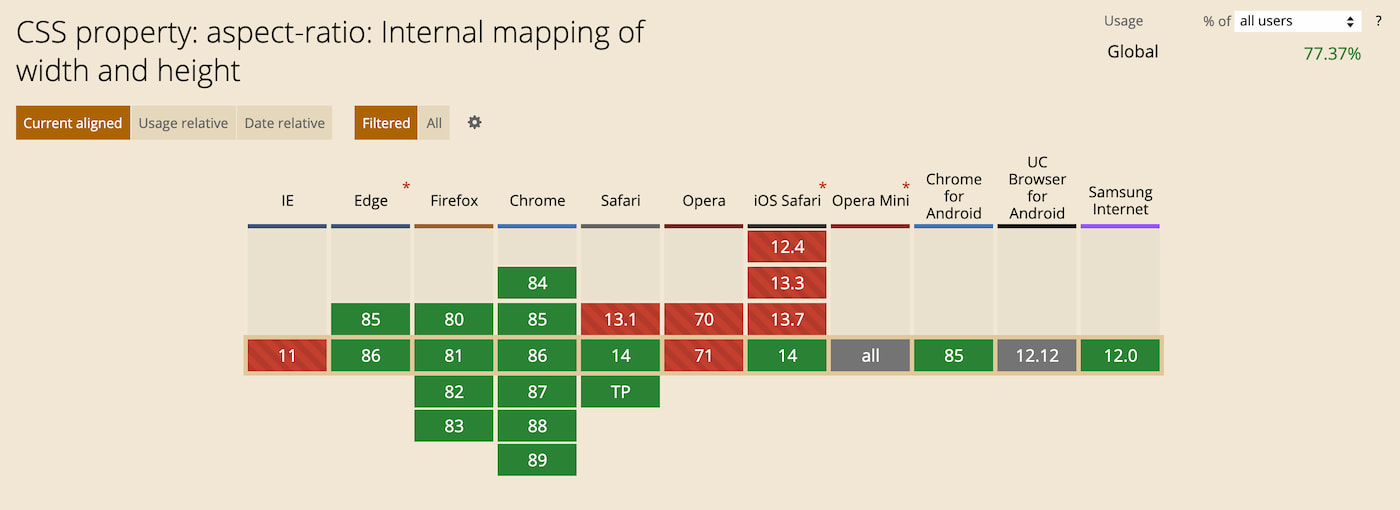 CSS property: aspect-ratio: Internal mapping of
width and height
Usage % of all users ?
Global 77.37%
Current aligned Usage relative Date relative Filtered All
IE Edge * Firefox Chrome Safari Opera iOS Safari * Opera Mini * Chrome for Android UC Browser for Android Samsung Internet
12.4
84 13.3
85 80 85 13.1 70 13.7
11 86 81 86 14 71 14 all 85 12.12 12.0
82 87 TP
83 88
89